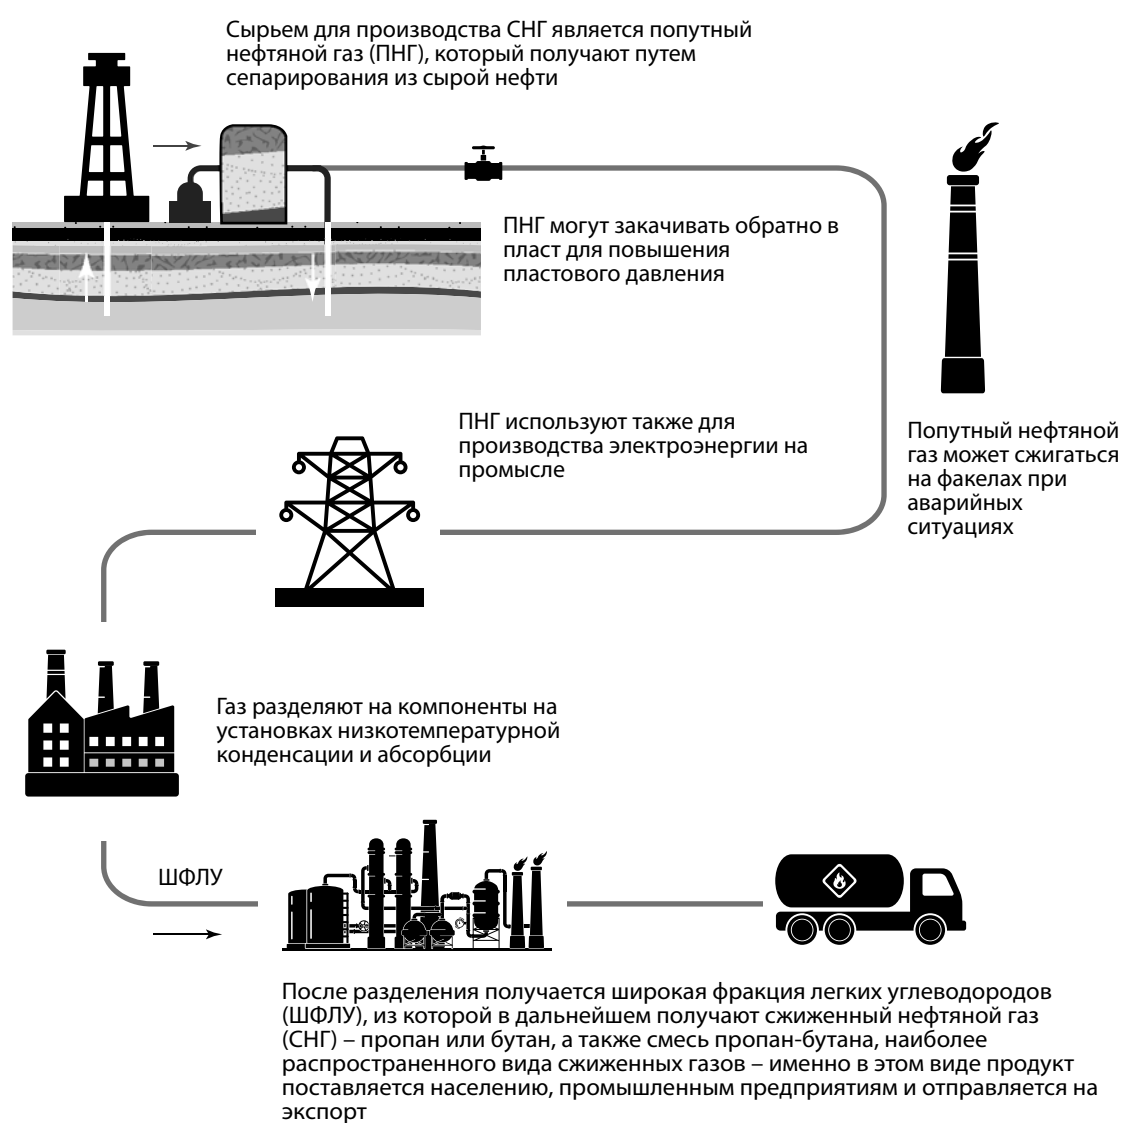 Сырьем для производства СНГ является попутный
нефтяной газ (ПНГ), который получают путем
сепарирования из сырой нефти
ПНГ могут закачивать обратно в
пласт для повышения
пластового давления
ПНГ используют также для
производства электроэнергии на
промысле
Попутный нефтяной
газ может сжигаться
на факелах при
аварийных
ситуациях
Газ разделяют на компоненты на
установках низкотемпературной
конденсации и абсорбции
ШФЛУ
После разделения получается широкая фракция легких углеводородов
(ШФЛУ), из которой в дальнейшем получают сжиженный нефтяной газ
(СНГ) – пропан или бутан, а также смесь пропан-бутана, наиболее
распространенного вида сжиженных газов – именно в этом виде продукт
поставляется населению, промышленным предприятиям и отправляется на
экспорт